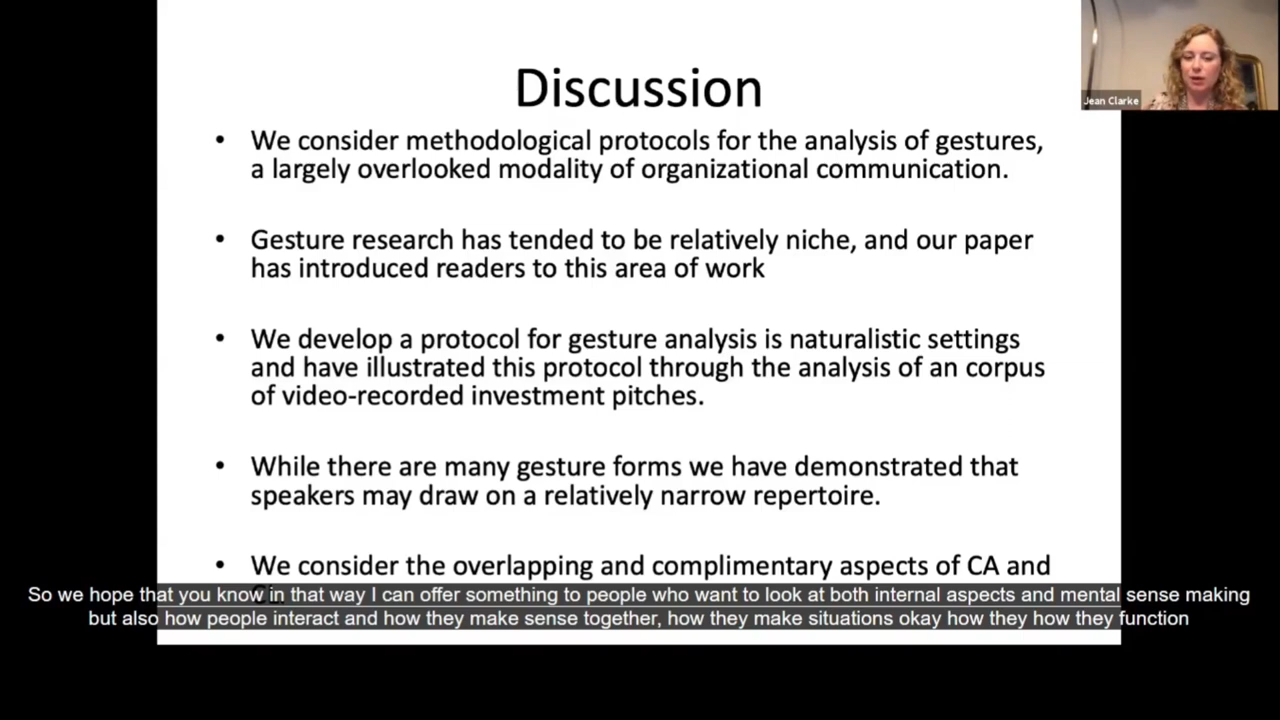 Discussion
Jean Clarke
• We consider methodological protocols for the analysis of gestures,
a largely overlooked modality of organizational communication.
• Gesture research has tended to be relatively niche, and our paper
has introduced readers to this area of work
• We develop a protocol for gesture analysis is naturalistic settings
and have illustrated this protocol through the analysis of an corpus
of video-recorded investment pitches.
• While there are many gesture forms we have demonstrated that
speakers may draw on a relatively narrow repertoire.
• We consider the overlapping and complimentary aspects of CA and
So we hope that you know in that way I can offer something to people who want to look at both internal aspects and mental sense making
but also how people interact and how they make sense together, how they make situations okay how they how they function